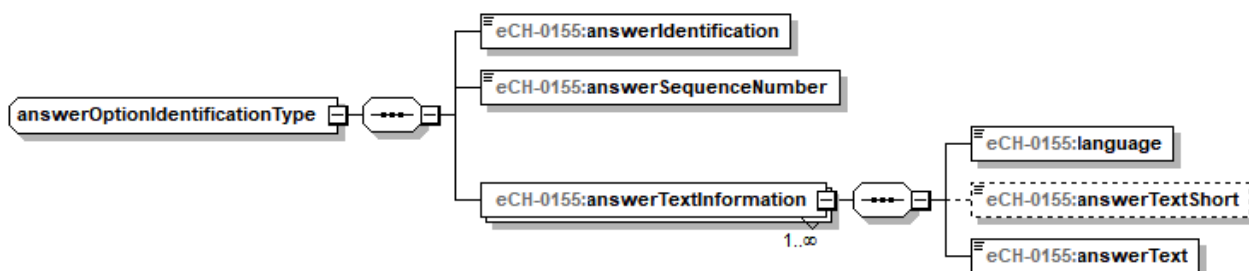 eCH-0155:answerIdentification
eCH-0155:answerSequenceNumber
answerOptionIdentificationType
eCH-0155:language
eCH-0155:answerTextInformation
eCH-0155:answerTextShort
1..∞
eCH-0155:answerText